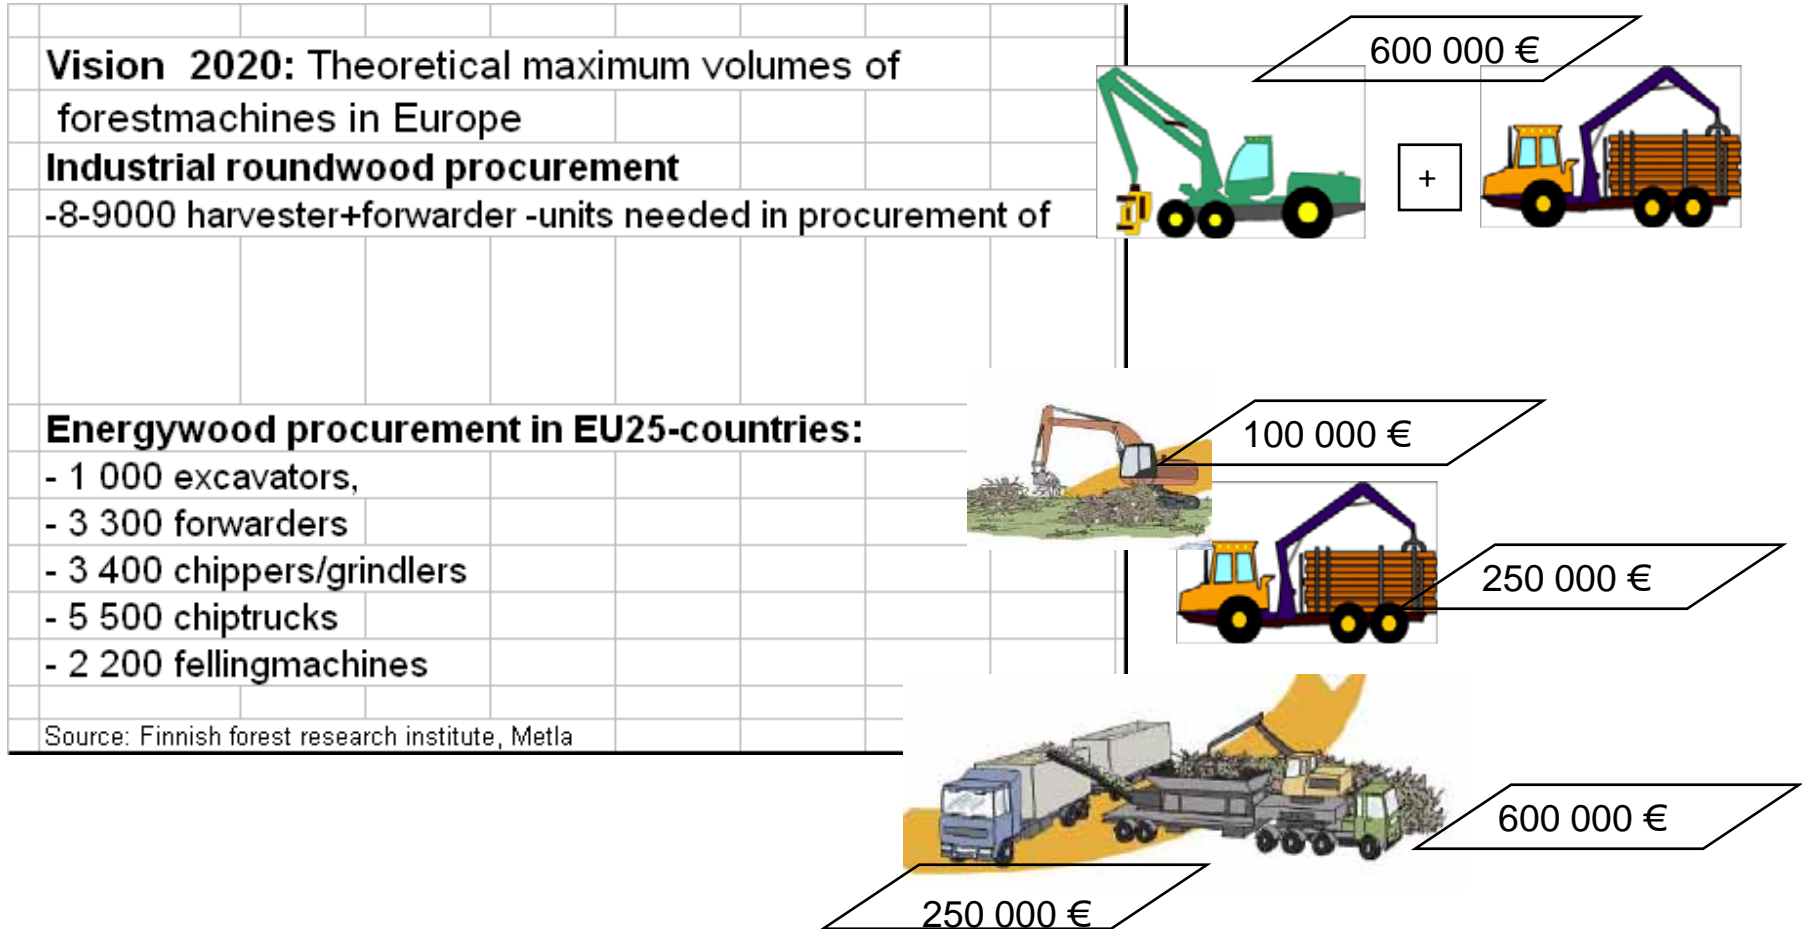 Vision 2020: Theoretical maximum volumes of
forestmachines in Europe
Industrial roundwood procurement
-8-9000 harvester+forwarder -units needed in procurement of
600 000 €
+
Energywood procurement in EU25-countries:
- 1 000 excavators,
- 3 300 forwarders
- 3 400 chippers/grindlers
- 5 500 chiptrucks
- 2 200 fellingmachines
Source: Finnish forest research institute, Metla
100 000 €
250 000 €
600 000 €
250 000 €